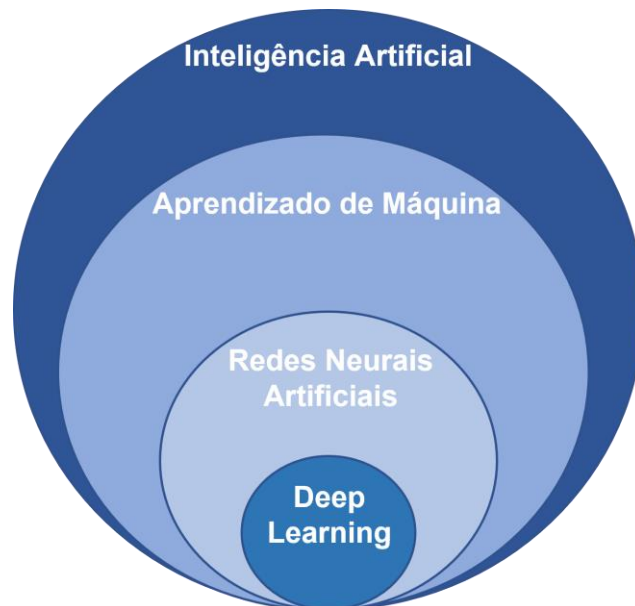 Inteligência Artificial
Aprendizado de Máquina
Redes Neurais
Artificiais
Deep
Learning